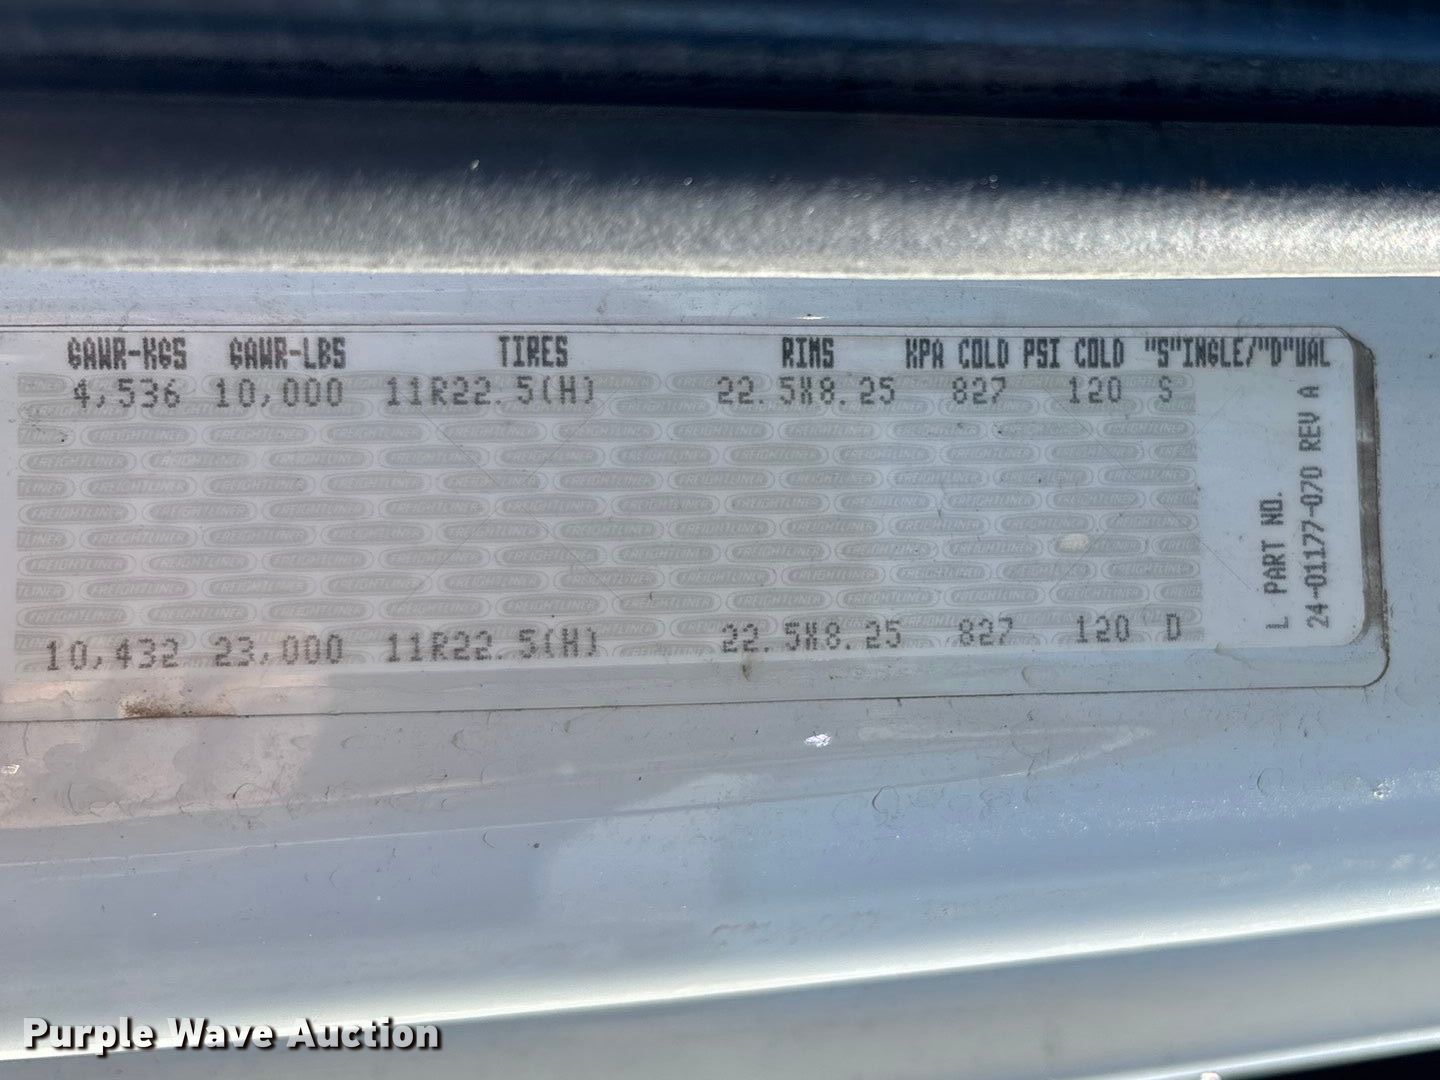 GAWR-KGS GAWR-LBS TIRES RIMS KPA COLD PSI COLD "S"INGLE/"D"UAL
4,536 10,000 11R22.5(H) 22.5X8.25 827 120 S
10,432 23,000 11R22.5(H) 22.5X8.25 827 120 D
L PART NO.
24-01177-070 REV A
FREIGHTLINER
Purple Wave Auction